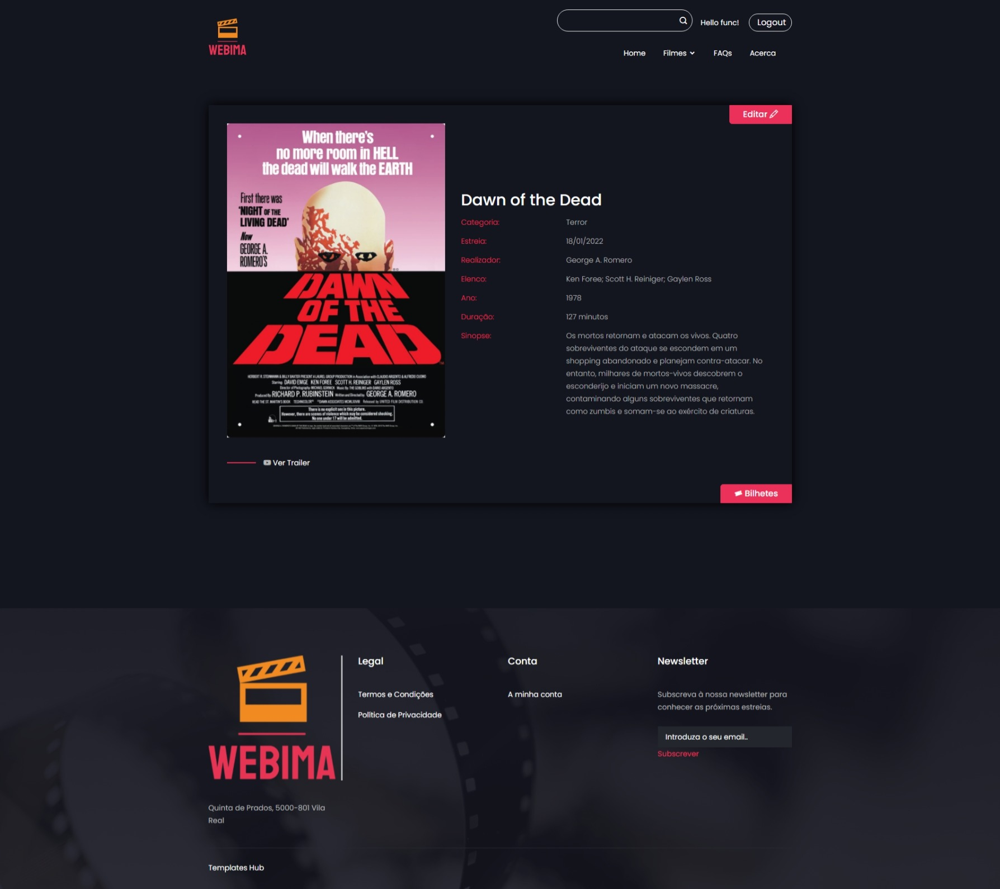 Hello func!
Logout
WEBIMA
Home
Filmes
FAQs
Acerca
Editar
When there's
no more room in HELL
the dead will walk the EARTH
First there was
'NIGHT OF THE
LIVING DEAD'
Now
GEORGE A.
ROMERO'S
DAWN
OF THE
DEAD
TM
HERBERT R. STEINMANN & BILLY BAXTER PRESENT A LAUREL GROUP PRODUCTION in Association with CLAUDIO ARGENTO & ALFREDO CUOMO
Starring: DAVID EMGE KEN FOREE SCOTT H. REINIGER GAYLEN ROSS
Director of Photography: MICHAEL GORNICK Music By: THE GOBLINS with DARIO ARGENTO
Produced By: RICHARD P. RUBINSTEIN Written and Directed by: GEORGE A. ROMERO
READ THE ST. MARTIN'S BOOK TECHNICOLOR® ©DAWN ASSOCIATES MCMLXXVIII Released by UNITED FILM DISTRIBUTION CO.
There is no explicit sex in this picture.
However, there are scenes of violence which may be considered shocking.
No one under 17 will be admitted.
Dawn of the Dead
Categoria: Terror
Estreia: 18/01/2022
Realizador: George A. Romero
Elenco: Ken Foree; Scott H. Reiniger; Gaylen Ross
Ano: 1978
Duração: 127 minutos
Sinopse: Os mortos retornam e atacam os vivos. Quatro
sobreviventes do ataque se escondem em um
shopping abandonado e planejam contra-atacar. No
entanto, milhares de mortos-vivos descobrem o
esconderijo e iniciam um novo massacre,
contaminando alguns sobreviventes que retornam
como zumbis e somam-se ao exército de criaturas.
Ver Trailer
Bilhetes
WEBIMA
Quinta de Prados, 5000-801 Vila
Real
Legal
Termos e Condições
Política de Privacidade
Conta
A minha conta
Newsletter
Subscreva à nossa newsletter para
conhecer as próximas estreias.
Introduza o seu email..
Subscrever
Templates Hub